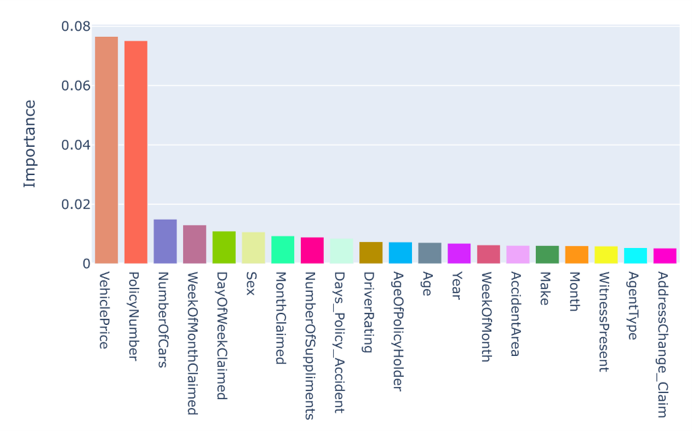 0.08
0.06
0.04
0.02
0
Importance
VehiclePrice
PolicyNumber
NumberOfCars
WeekOfMonthClaimed
DayOfWeekClaimed
Sex
MonthClaimed
NumberOfSuppliments
Days_Policy_Accident
DriverRating
AgeOfPolicyHolder
Age
Year
WeekOfMonth
AccidentArea
Make
Month
WitnessPresent
AgentType
AddressChange_Claim